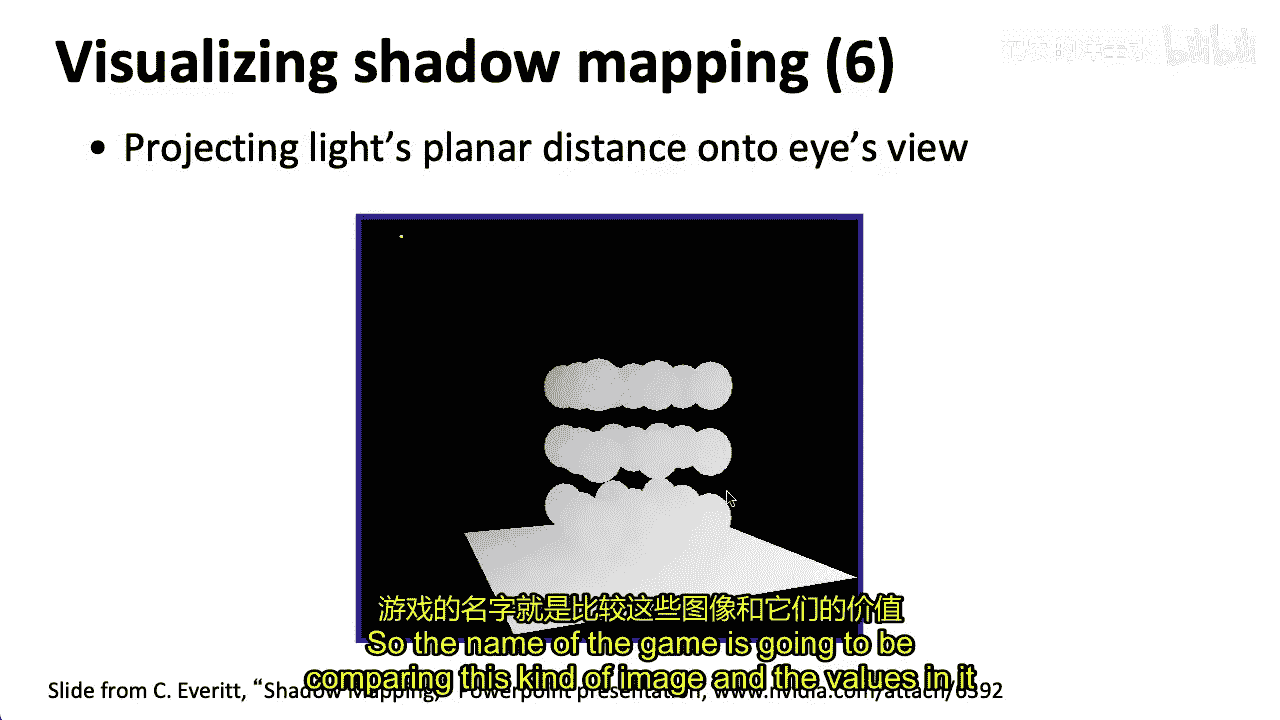 Visualizing shadow mapping (6)
• Projecting light's planar distance onto eye's view
游戏的名字就是比较这些图像和它们的价值
So the name of the game is going to be
comparing this kind of image and the values in it
Slide from C. Everitt, “Shadow Mapping,” Powerpoint presentation, www.nvidia.com/attach/6392
bilibili